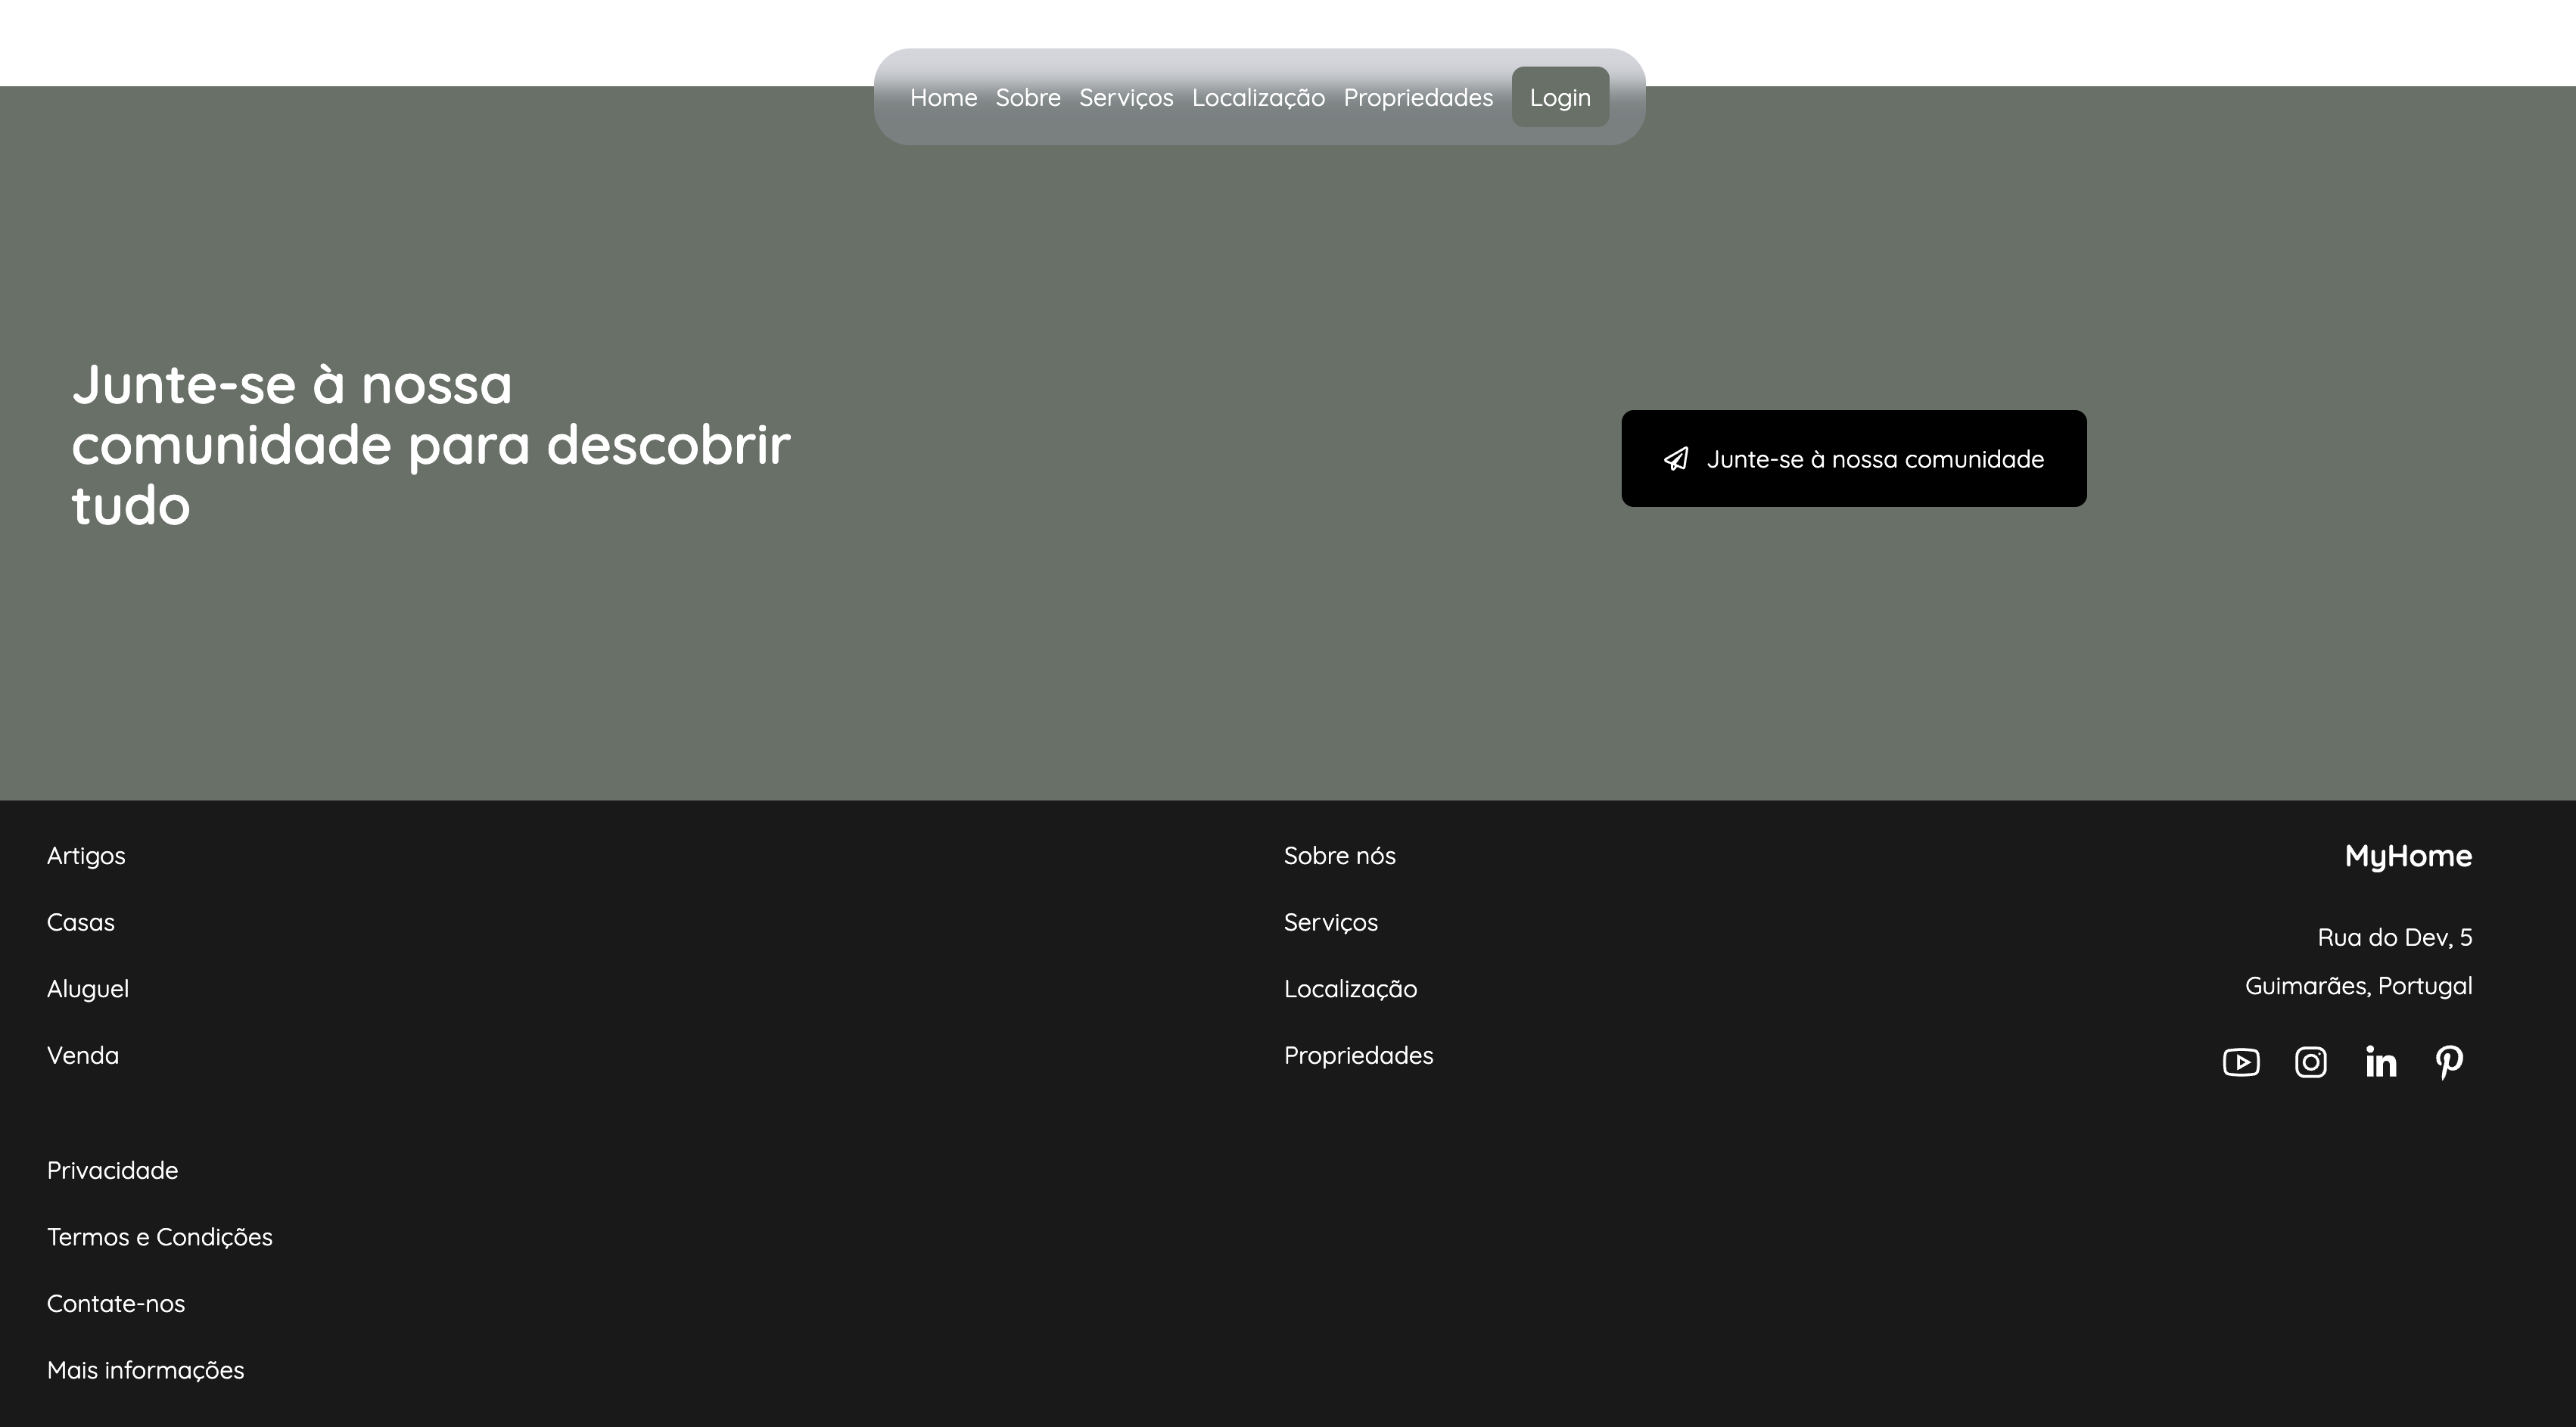 Home Sobre Serviços Localização Propriedades Login
Junte-se à nossa
comunidade para descobrir
tudo
Junte-se à nossa comunidade
Artigos
Casas
Aluguel
Venda
Sobre nós
Serviços
Localização
Propriedades
MyHome
Rua do Dev, 5
Guimarães, Portugal
Privacidade
Termos e Condições
Contate-nos
Mais informações